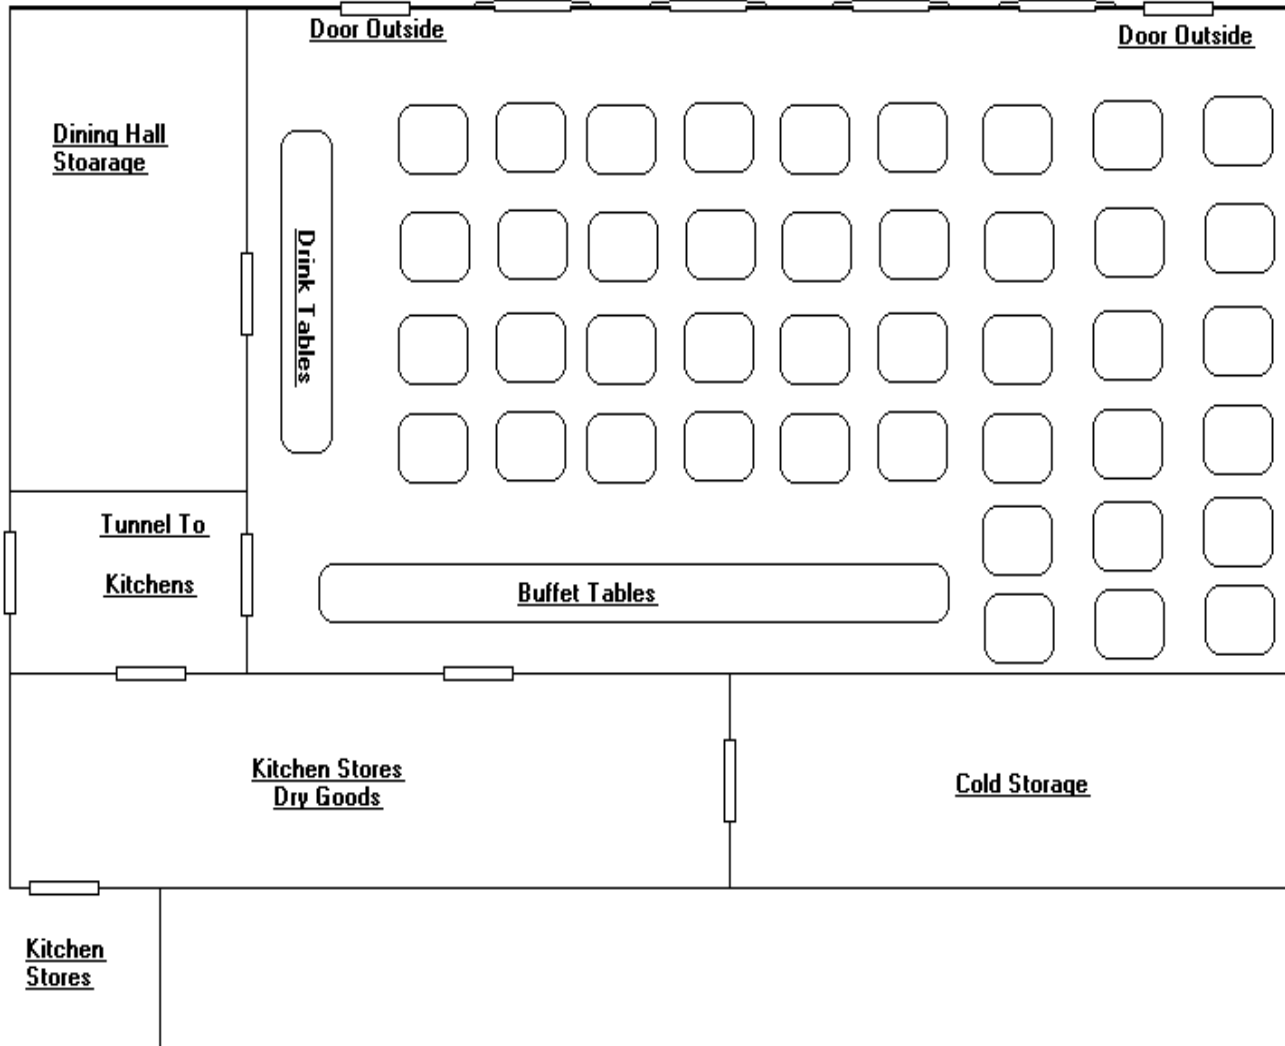 Door Outside
Door Outside
Dining Hall
Stoarage
Drink Tables
Tunnel To
Kitchens
Buffet Tables
Kitchen Stores
Dry Goods
Cold Storage
Kitchen
Stores